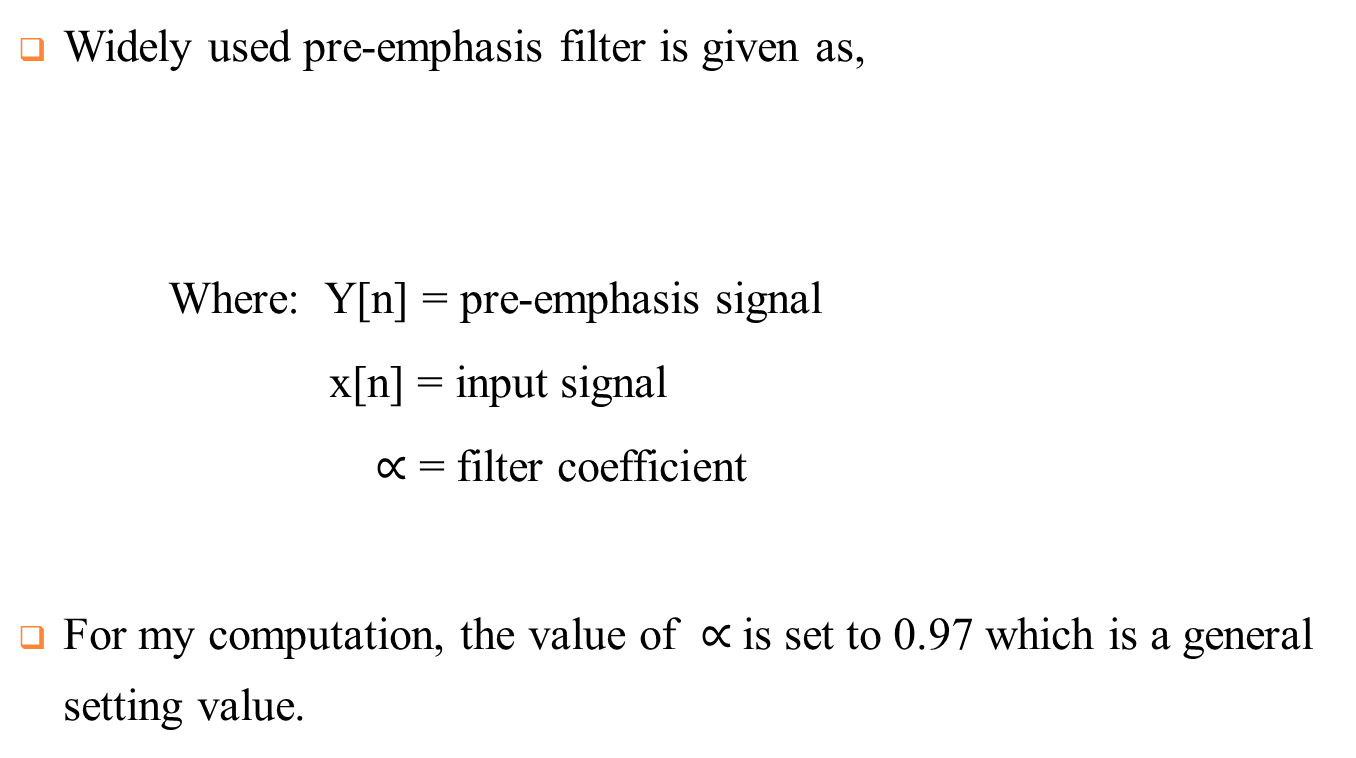 ❑ Widely used pre-emphasis filter is given as,
Where: Y[n] = pre-emphasis signal
x[n] = input signal
∝ = filter coefficient
❑ For my computation, the value of ∝ is set to 0.97 which is a general
setting value.